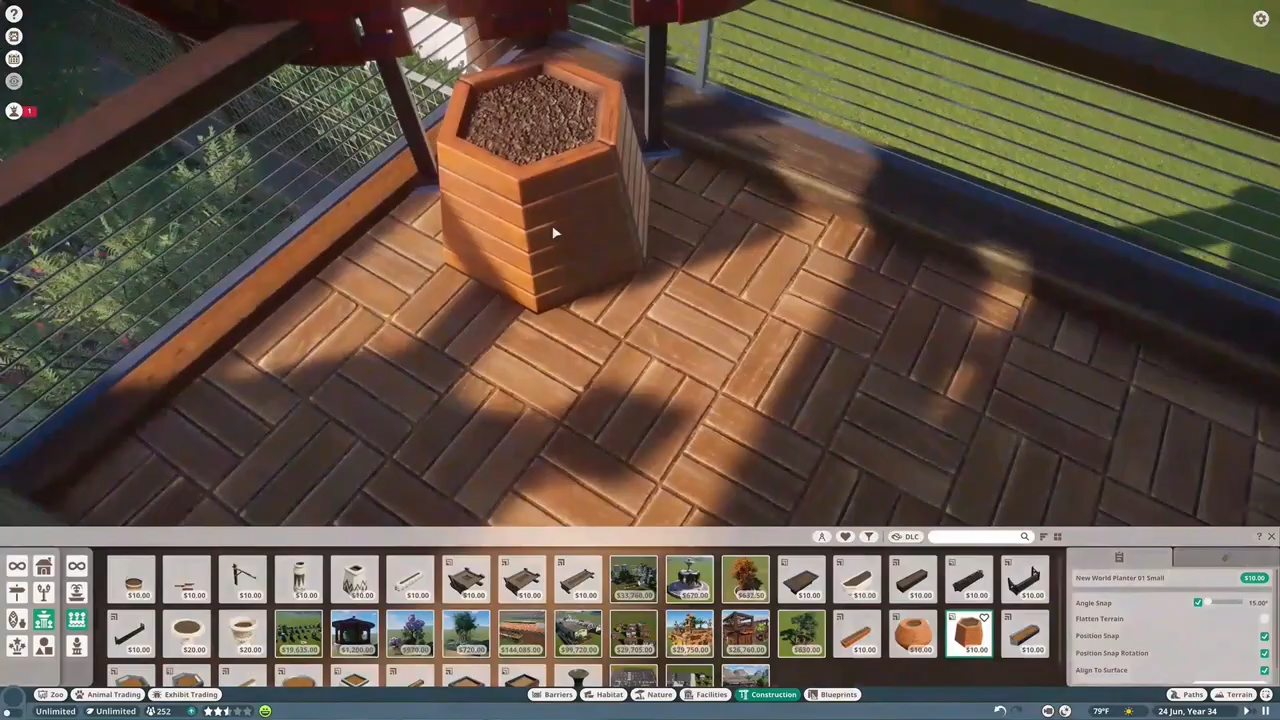 ?
1
DLC
?
$10.00 $10.00 $10.00 $10.00 $10.00 $10.00 $10.00 $10.00 $10.00 $33,760.00 $670.00 $632.50 $10.00 $10.00 $10.00 $10.00 $10.00
$10.00 $20.00 $20.00 $19,635.00 $1,200.00 $970.00 $720.00 $144,085.00 $99,720.00 $29,705.00 $29,750.00 $26,760.00 $630.00 $10.00 $10.00 $10.00 $10.00
New World Planter 01 Small $10.00
Angle Snap 15.00°
Flatten Terrain
Position Snap
Position Snap Rotation
Align To Surface
Zoo Animal Trading Exhibit Trading Barriers Habitat Nature Facilities Construction Blueprints Paths Terrain
Unlimited Unlimited 252 79°F 24 Jun, Year 34